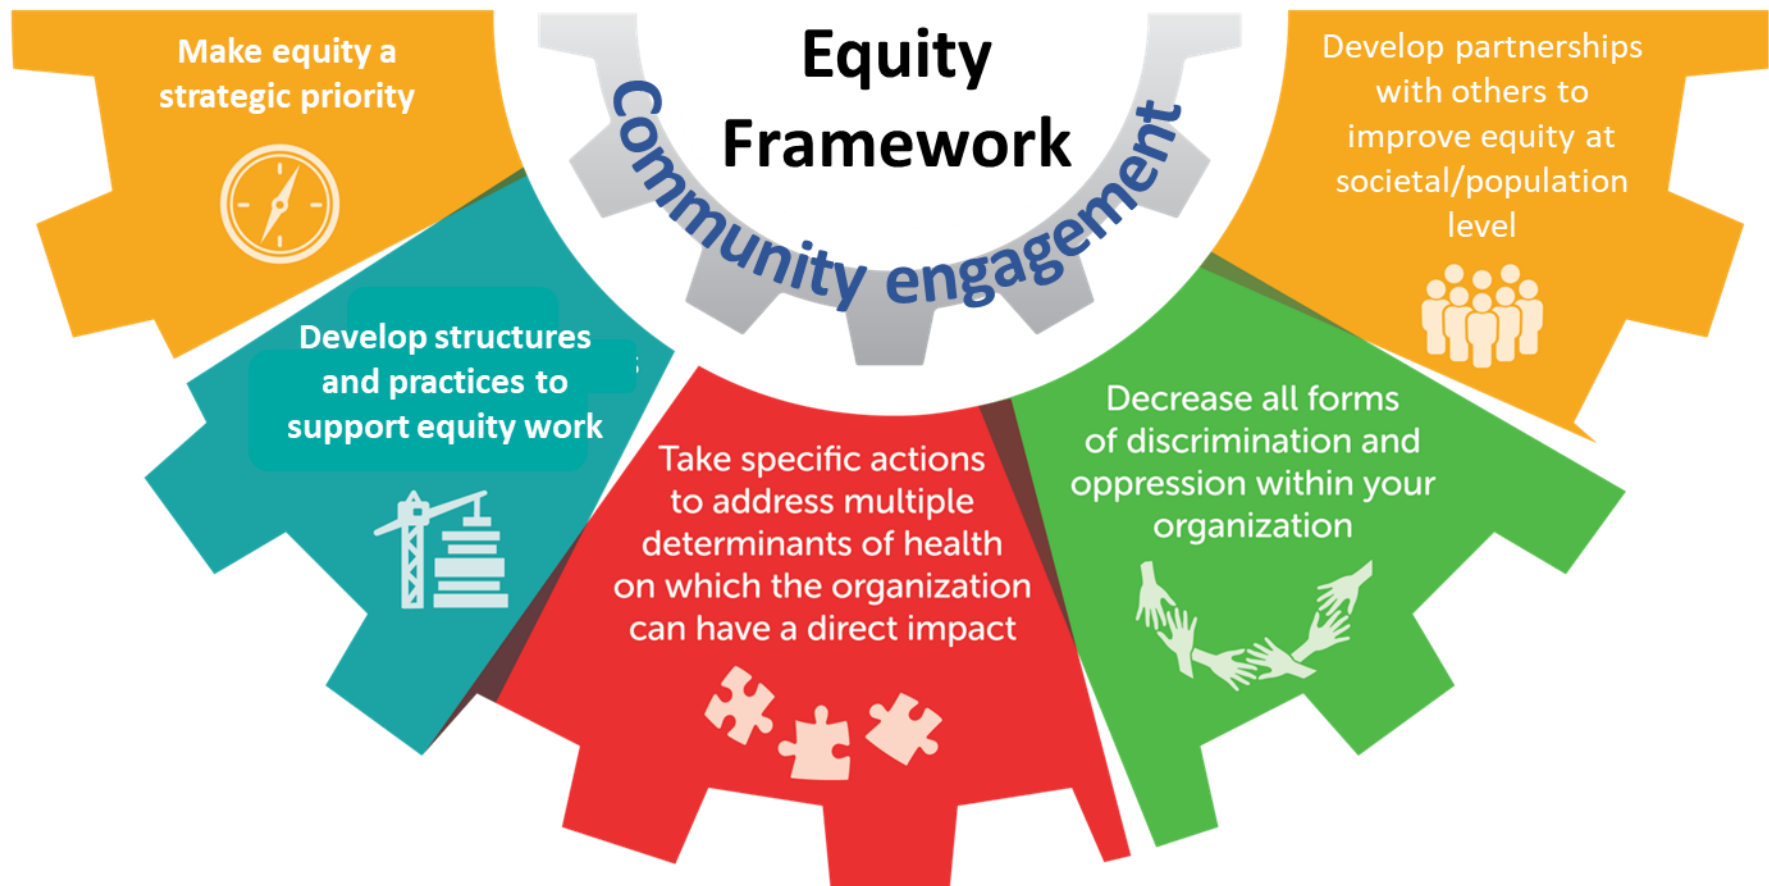 Equity
Framework
Community engagement
Make equity a
strategic priority
Develop structures
and practices to
support equity work
Take specific actions
to address multiple
determinants of health
on which the organization
can have a direct impact
Decrease all forms
of discrimination and
oppression within your
organization
Develop partnerships
with others to
improve equity at
societal/population
level